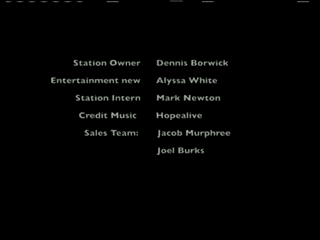 Station Owner Dennis Borwick
Entertainment new Alyssa White
Station Intern Mark Newton
Credit Music Hopealive
Sales Team: Jacob Murphree
Joel Burks